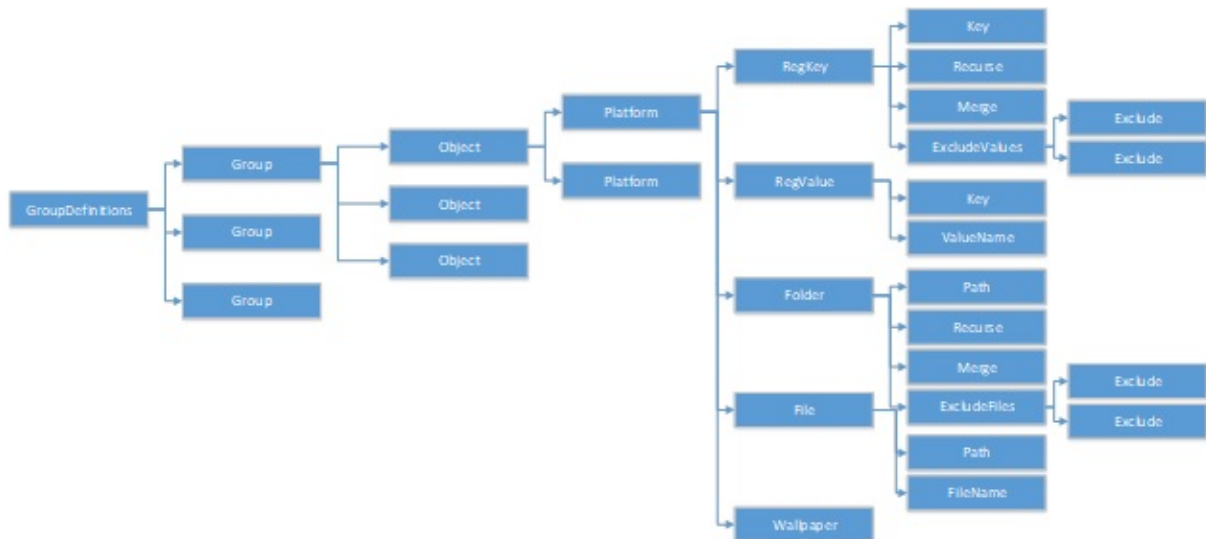 GroupDefinitions
Group
Group
Group
Object
Object
Object
Platform
Platform
RegKey
RegValue
Folder
File
Wallpaper
Key
Recurse
Merge
ExcludeValues
Key
ValueName
Path
Recurse
Merge
ExcludeFiles
Path
FileName
Exclude
Exclude
Exclude
Exclude